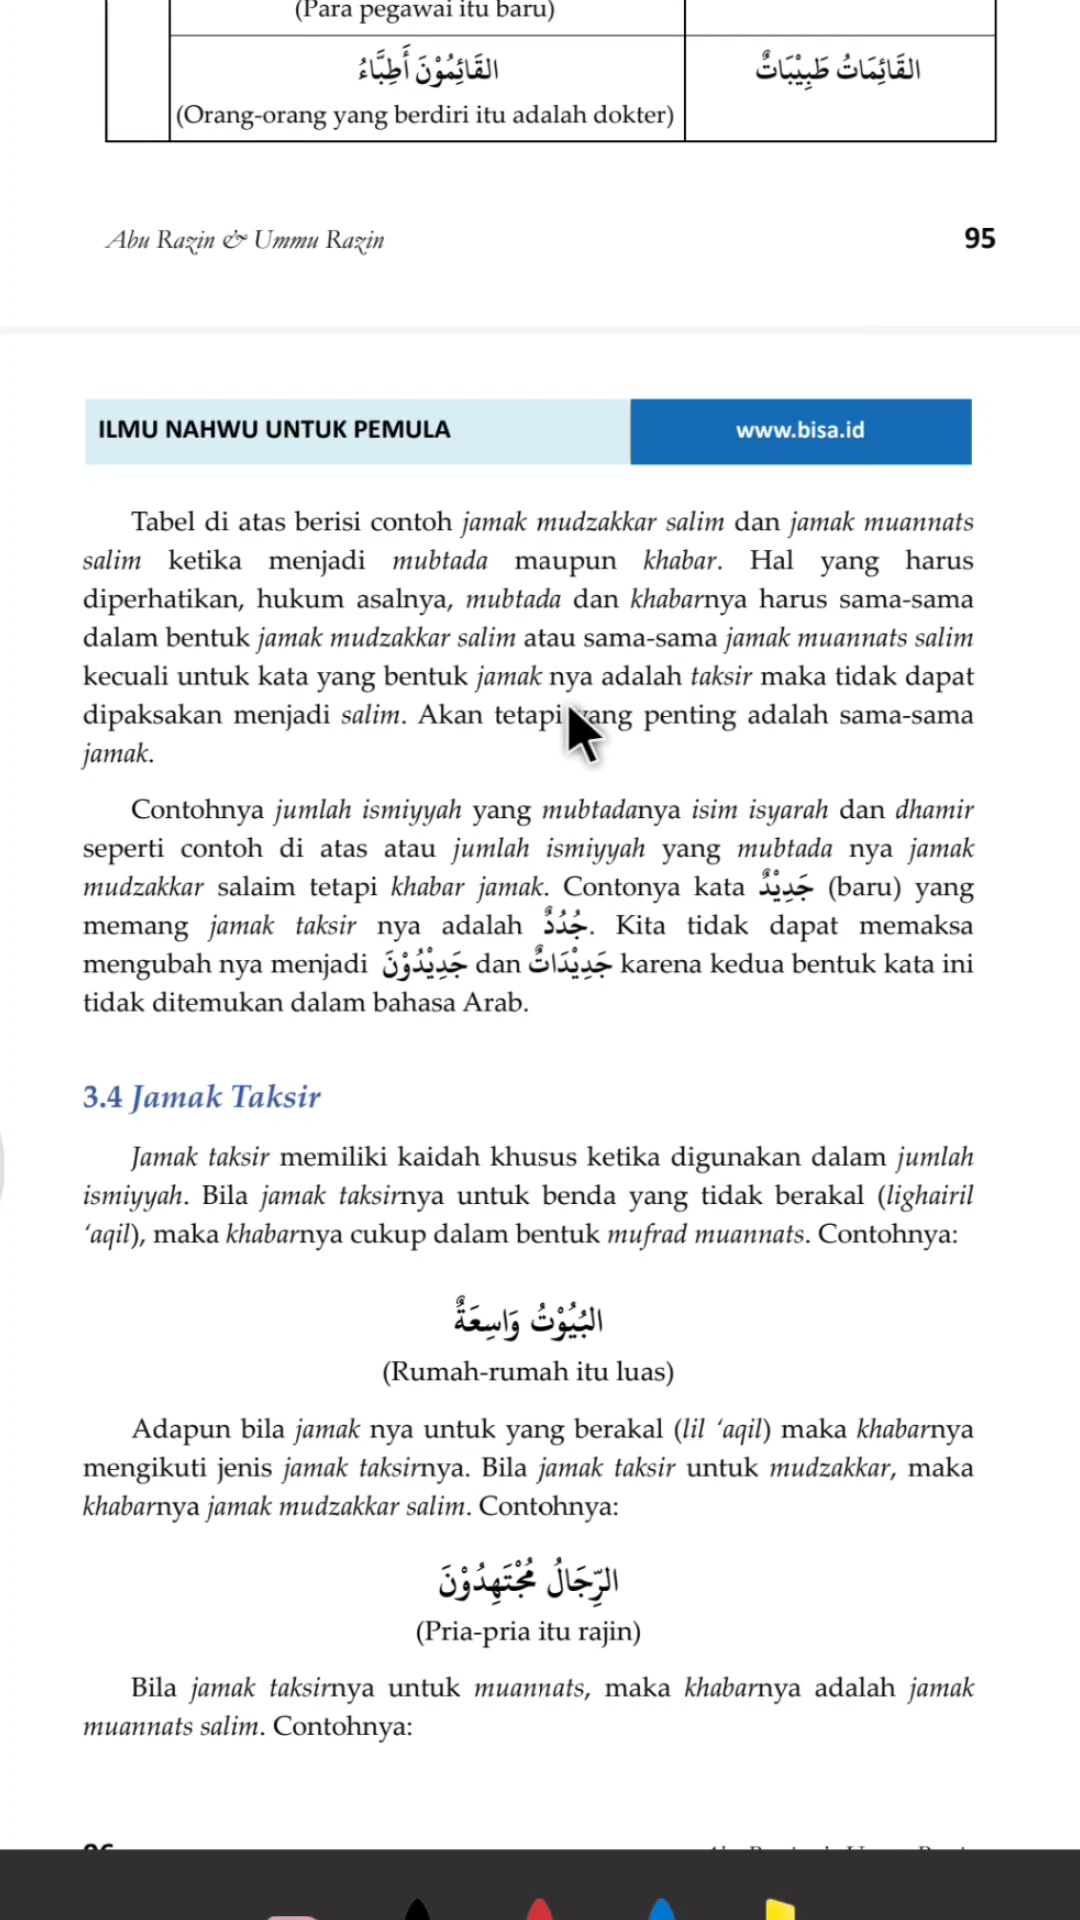 (Para pegawai itu baru)
القَائِمُوْنَ أَطِبَّاءُ
القَائِمَاتُ طَبِيْبَاتٌ
(Orang-orang yang berdiri itu adalah dokter)
Abu Razin & Ummu Razin
95
ILMU NAHWU UNTUK PEMULA
www.bisa.id
Tabel di atas berisi contoh jamak mudzakkar salim dan jamak muannats
salim ketika menjadi mubtada maupun khabar. Hal yang harus
diperhatikan, hukum asalnya, mubtada dan khabarnya harus sama-sama
dalam bentuk jamak mudzakkar salim atau sama-sama jamak muannats salim
kecuali untuk kata yang bentuk jamak nya adalah taksir maka tidak dapat
dipaksakan menjadi salim. Akan tetapi yang penting adalah sama-sama
jamak.
Contohnya jumlah ismiyyah yang mubtadanya isim isyarah dan dhamir
seperti contoh di atas atau jumlah ismiyyah yang mubtada nya jamak
mudzakkar salaim tetapi khabar jamak. Contonya kata جَدِيْدٌ (baru) yang
memang jamak taksir nya adalah جُدُدٌ. Kita tidak dapat memaksa
mengubah nya menjadi جَدِيْدُوْنَ dan جَدِيْدَاتٌ karena kedua bentuk kata ini
tidak ditemukan dalam bahasa Arab.
3.4 Jamak Taksir
Jamak taksir memiliki kaidah khusus ketika digunakan dalam jumlah
ismiyyah. Bila jamak taksirnya untuk benda yang tidak berakal (lighairil
‘aqil), maka khabarnya cukup dalam bentuk mufrad muannats. Contohnya:
البُيُوْتُ وَاسِعَةٌ
(Rumah-rumah itu luas)
Adapun bila jamak nya untuk yang berakal (lil ‘aqil) maka khabarnya
mengikuti jenis jamak taksirnya. Bila jamak taksir untuk mudzakkar, maka
khabarnya jamak mudzakkar salim. Contohnya:
الرِّجَالُ مُجْتَهِدُوْنَ
(Pria-pria itu rajin)
Bila jamak taksirnya untuk muannats, maka khabarnya adalah jamak
muannats salim. Contohnya: